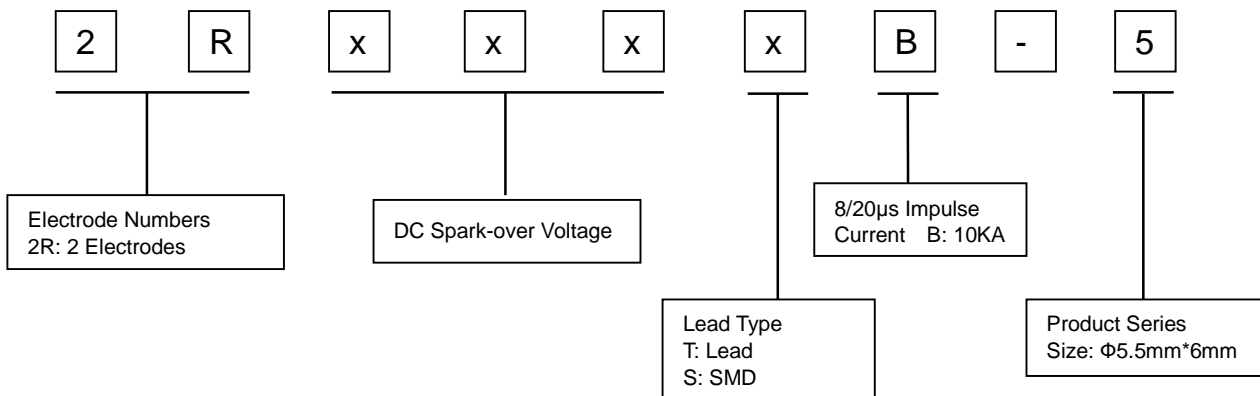 2 R x x x x B - 5
Electrode Numbers
2R: 2 Electrodes
DC Spark-over Voltage
8/20μs Impulse
Current B: 10KA
Lead Type
T: Lead
S: SMD
Product Series
Size: Φ5.5mm*6mm